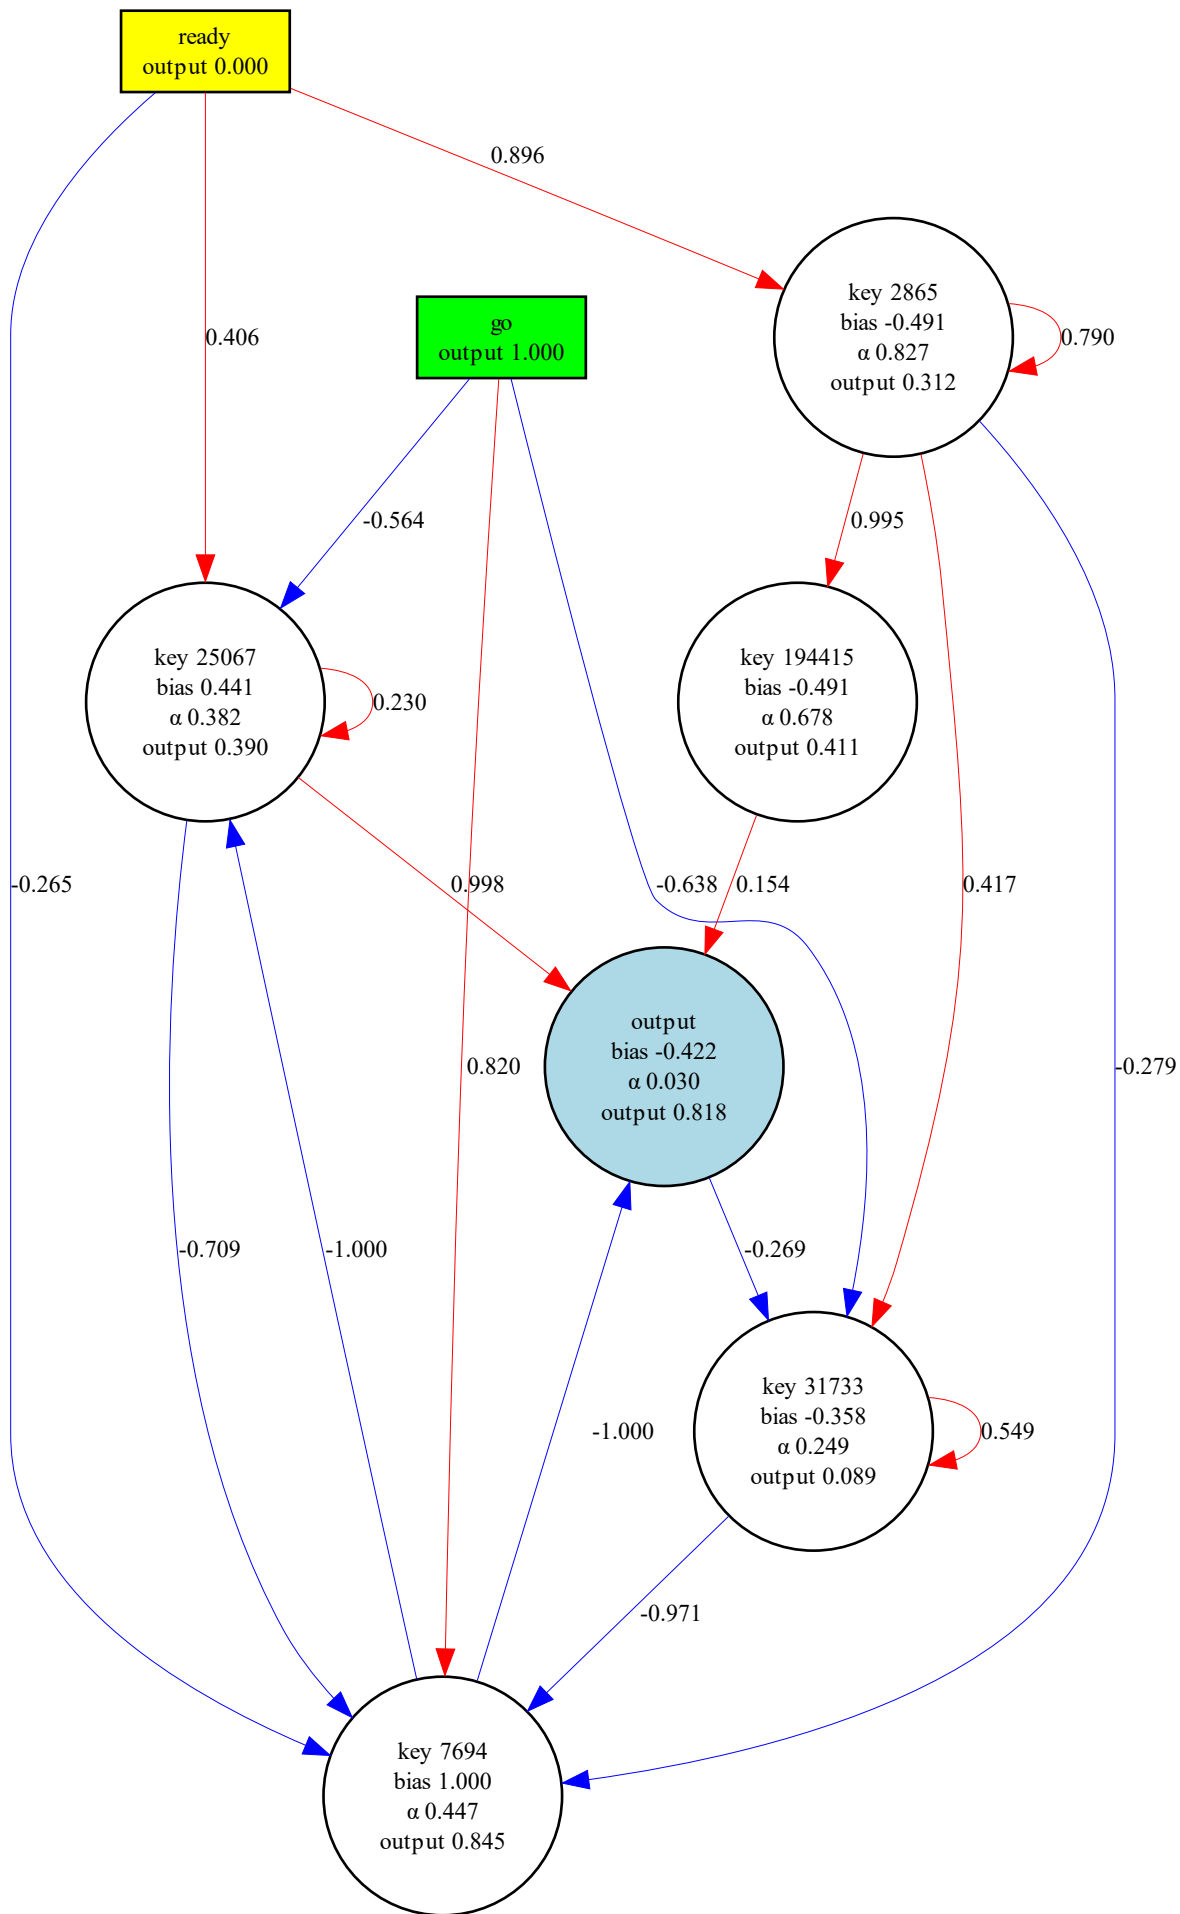 ready
output 0.000
0.896
key 2865
bias -0.491
α 0.827
output 0.312
0.790
go
output 1.000
0.406
-0.564
0.995
key 25067
bias 0.441
α 0.382
output 0.390
0.230
key 194415
bias -0.491
α 0.678
output 0.411
-0.265
0.998
-0.638
0.154
0.417
output
bias -0.422
α 0.030
output 0.818
0.820
-0.279
-0.709
-1.000
-0.269
key 31733
bias -0.358
α 0.249
output 0.089
-1.000
0.549
-0.971
key 7694
bias 1.000
α 0.447
output 0.845